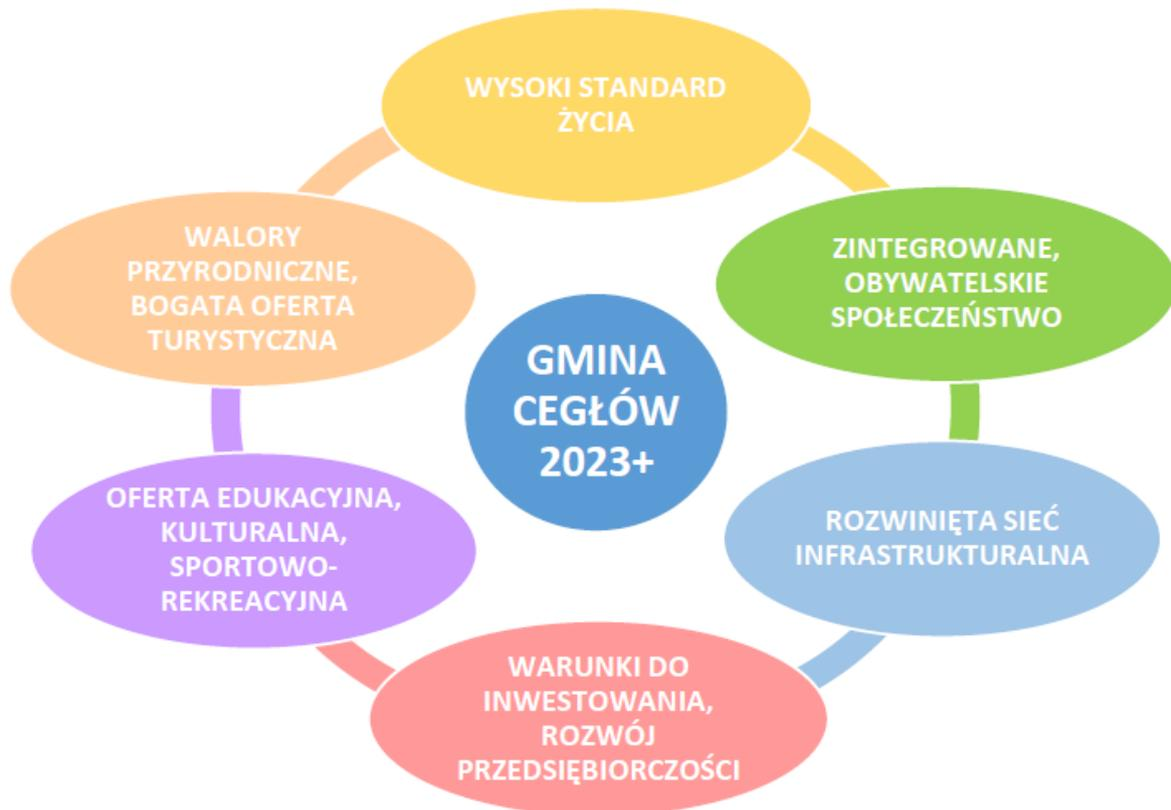 WYSOKI STANDARD
ŻYCIA
ZINTEGROWANE,
OBYWATELSKIE
SPOŁECZEŃSTWO
ROZWINIĘTA SIEĆ
INFRASTRUKTURALNA
WARUNKI DO
INWESTOWANIA,
ROZWÓJ
PRZEDSIĘBIORCZOŚCI
OFERTA EDUKACYJNA,
KULTURALNA,
SPORTOWO-
REKREACYJNA
WALORY
PRZYRODNICZNE,
BOGATA OFERTA
TURYSTYCZNA
GMINA
CEGŁÓW
2023+